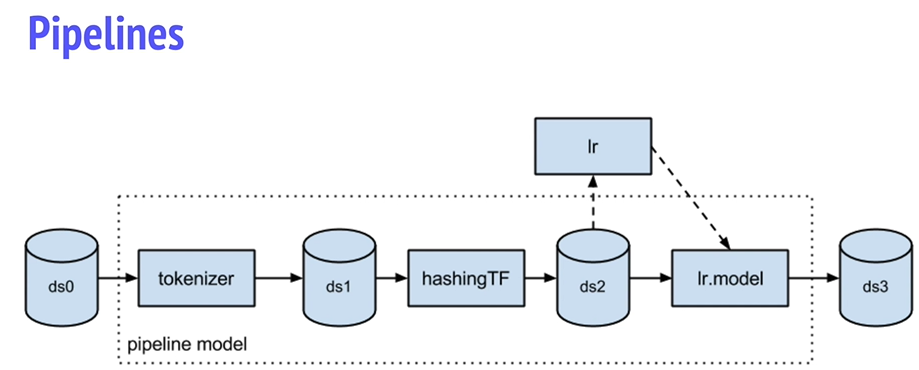 Pipelines
lr
ds0
tokenizer
ds1
hashingTF
ds2
lr.model
ds3
pipeline model